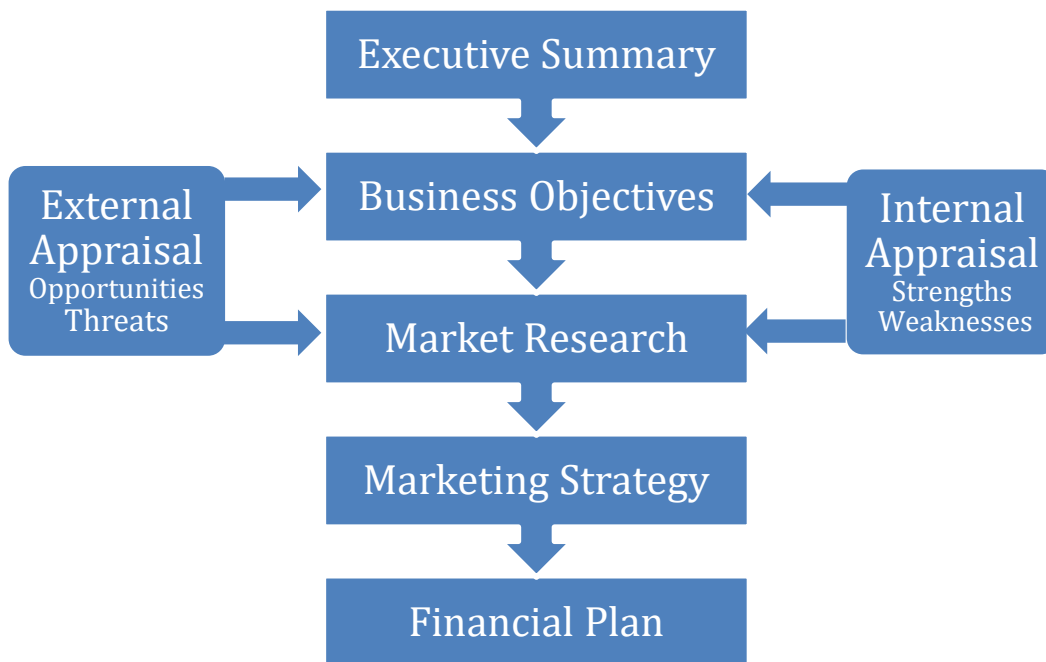 Executive Summary
Business Objectives
External
Appraisal
Opportunities
Threats
Internal
Appraisal
Strengths
Weaknesses
Market Research
Marketing Strategy
Financial Plan